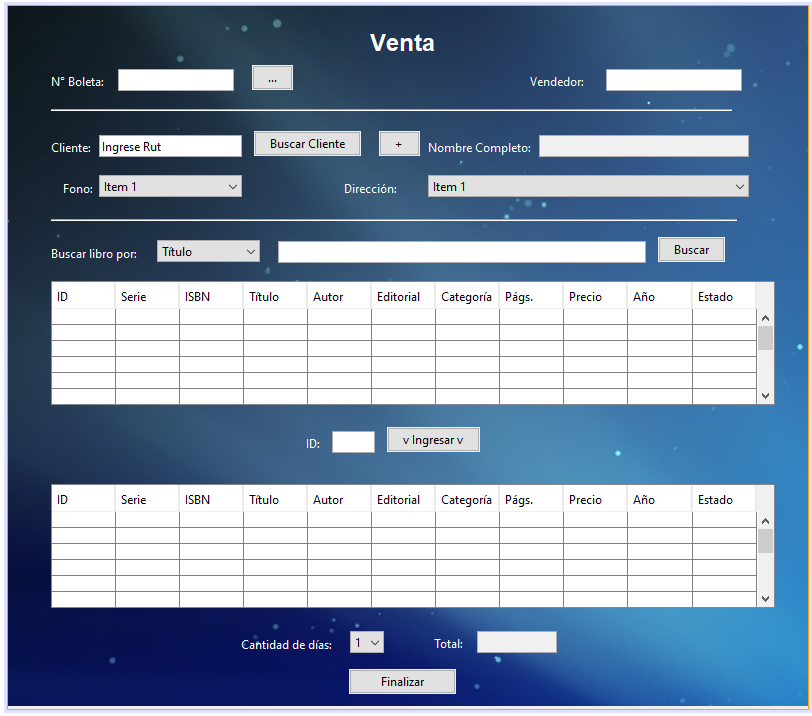 Venta
N° Boleta: ... Vendedor:
Cliente: Ingrese Rut Buscar Cliente + Nombre Completo:
Fono: Item 1 Dirección: Item 1
Buscar libro por: Título Buscar
ID Serie ISBN Título Autor Editorial Categoría Págs. Precio Año Estado
ID: v Ingresar v
ID Serie ISBN Título Autor Editorial Categoría Págs. Precio Año Estado
Cantidad de días: 1 Total:
Finalizar